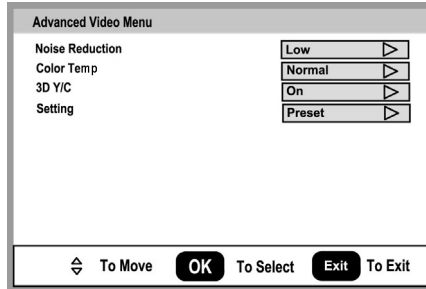 Advanced Video Menu
Noise Reduction Low
Color Temp Normal
3D Y/C On
Setting Preset
To Move OK To Select Exit To Exit